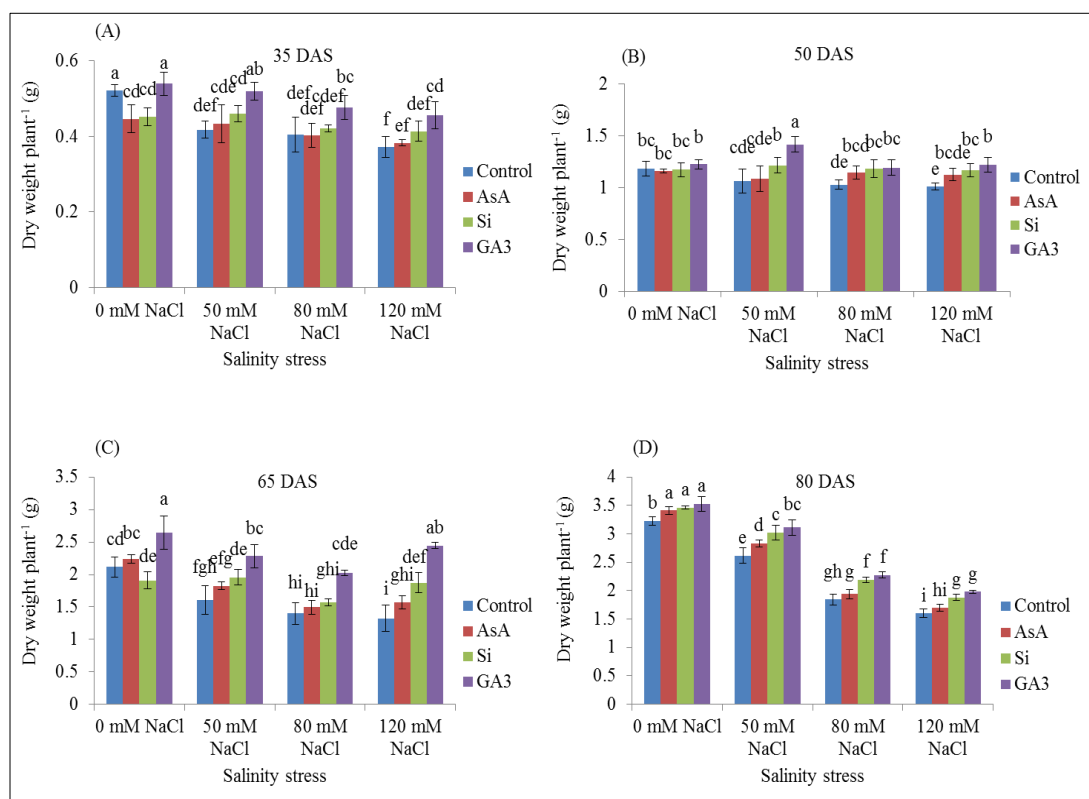 (A)
35 DAS
Dry weight plant⁻¹ (g)
0.6
0.4
0.2
0
a cd cd a
def cde cd ab
def def cdef bc
f ef def cd
0 mM NaCl
50 mM NaCl
80 mM NaCl
120 mM NaCl
Salinity stress
Control
AsA
Si
GA3
(B)
50 DAS
Dry weight plant⁻¹ (g)
2
1.5
1
0.5
0
bc bc bc b
cde cde b a
de bcd bc bc
e bcde b b
0 mM NaCl
50 mM NaCl
80 mM NaCl
120 mM NaCl
Salinity stress
Control
AsA
Si
GA3
(C)
65 DAS
Dry weight plant⁻¹ (g)
3.5
3
2.5
2
1.5
1
0.5
0
cd bc de a
fgh efg de bc
hi hi ghi cde
i ghi def ab
0 mM NaCl
50 mM NaCl
80 mM NaCl
120 mM NaCl
Salinity stress
Control
AsA
Si
GA3
(D)
80 DAS
Dry weight plant⁻¹ (g)
4
3.5
3
2.5
2
1.5
1
0.5
0
b a a a
e d c bc
gh g f f
i hi g g
0 mM NaCl
50 mM NaCl
80 mM NaCl
120 mM NaCl
Salinity stress
Control
AsA
Si
GA3